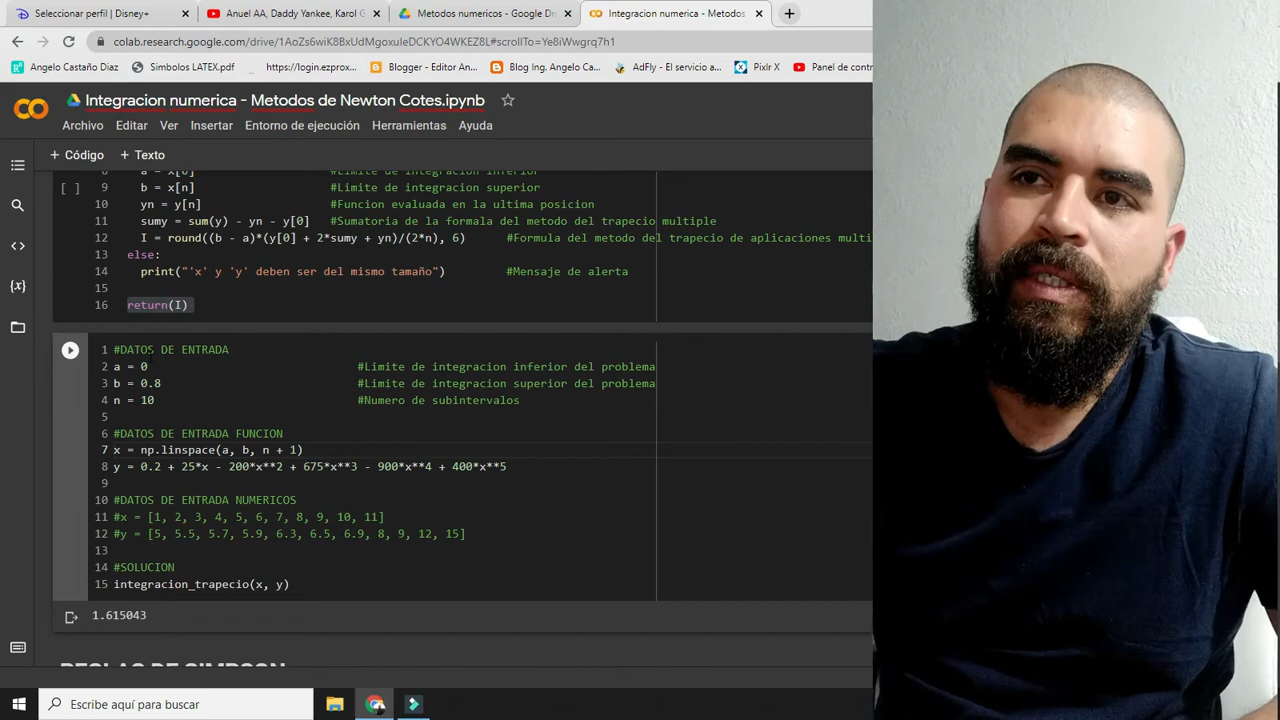 Seleccionar perfil | Disney+
Anuel AA, Daddy Yankee, Karol G
Metodos numericos - Google Dri
Integracion numerica - Metodos
colab.research.google.com/drive/1AoZs6wiK8BxUdMgoxuIeDCKYO4WKEZ8L#scrollTo=Ye8iWwgrq7h1
Angelo Castaño Diaz
Simbolos LATEX.pdf
https://login.ezprox...
Blogger - Editor An...
Blog Ing. Angelo Ca...
AdFly - El servicio a...
Pixlr X
Panel de contr
Integracion numerica - Metodos de Newton Cotes.ipynb
Archivo Editar Ver Insertar Entorno de ejecución Herramientas Ayuda
+ Código + Texto
8 a = x[0] #Limite de integracion inferior
[ ] 9 b = x[n] #Limite de integracion superior
10 yn = y[n] #Funcion evaluada en la ultima posicion
11 sumy = sum(y) - yn - y[0] #Sumatoria de la formala del metodo del trapecio multiple
12 I = round((b - a)*(y[0] + 2*sumy + yn)/(2*n), 6) #Formula del metodo del trapecio de aplicaciones multi
13 else:
14 print("'x' y 'y' deben ser del mismo tamaño") #Mensaje de alerta
15
16 return(I)
1 #DATOS DE ENTRADA
2 a = 0 #Limite de integracion inferior del problema
3 b = 0.8 #Limite de integracion superior del problema
4 n = 10 #Numero de subintervalos
5
6 #DATOS DE ENTRADA FUNCION
7 x = np.linspace(a, b, n + 1)
8 y = 0.2 + 25*x - 200*x**2 + 675*x**3 - 900*x**4 + 400*x**5
9
10 #DATOS DE ENTRADA NUMERICOS
11 #x = [1, 2, 3, 4, 5, 6, 7, 8, 9, 10, 11]
12 #y = [5, 5.5, 5.7, 5.9, 6.3, 6.5, 6.9, 8, 9, 12, 15]
13
14 #SOLUCION
15 integracion_trapecio(x, y)
1.615043
REGLAS DE SIMPSON
Escribe aquí para buscar